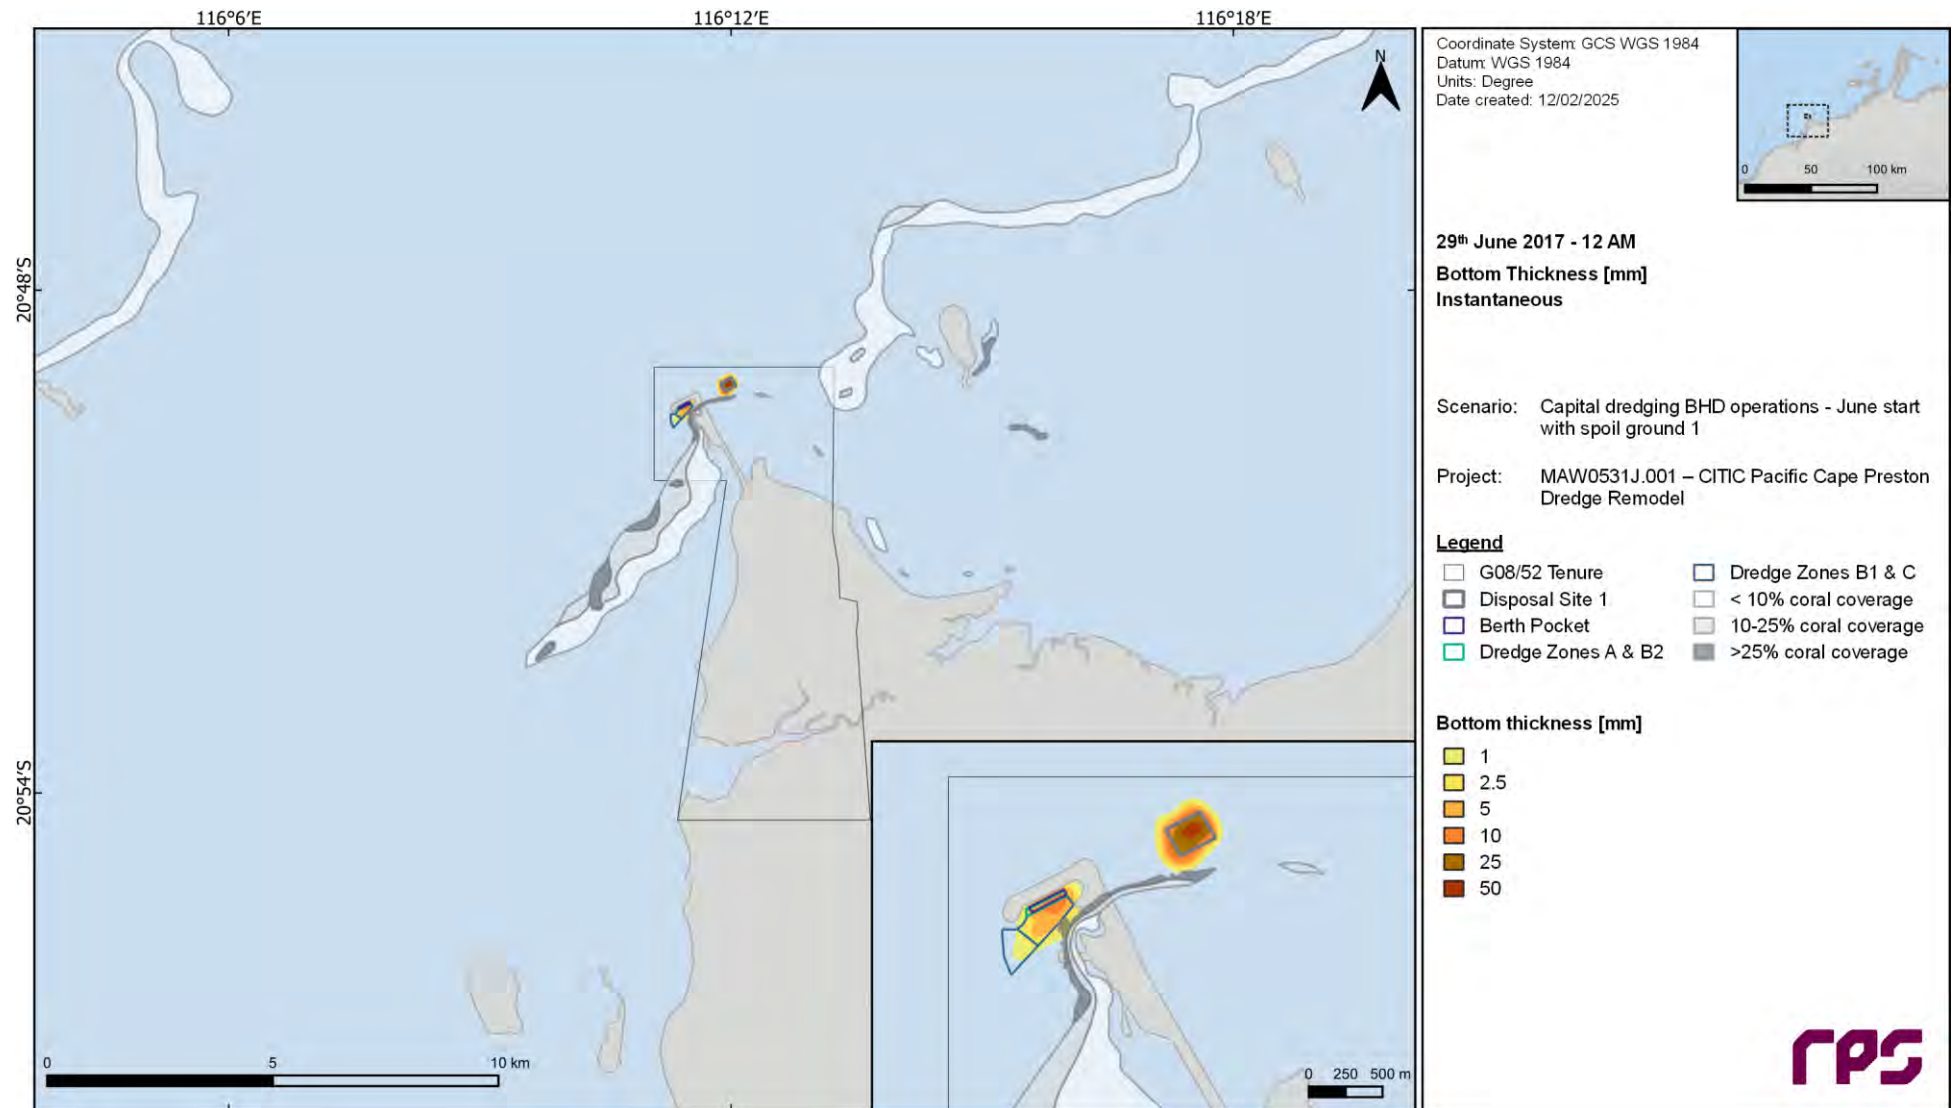 116°6'E
116°12'E
116°18'E
20°48'S
20°54'S
N
0 5 10 km
0 250 500 m
Coordinate System: GCS WGS 1984
Datum: WGS 1984
Units: Degree
Date created: 12/02/2025
0 50 100 km
29th June 2017 - 12 AM
Bottom Thickness [mm]
Instantaneous
Scenario: Capital dredging BHD operations - June start
with spoil ground 1
Project: MAW0531J.001 – CITIC Pacific Cape Preston
Dredge Remodel
Legend
G08/52 Tenure
Disposal Site 1
Berth Pocket
Dredge Zones A & B2
Dredge Zones B1 & C
< 10% coral coverage
10-25% coral coverage
>25% coral coverage
Bottom thickness [mm]
1
2.5
5
10
25
50
rps